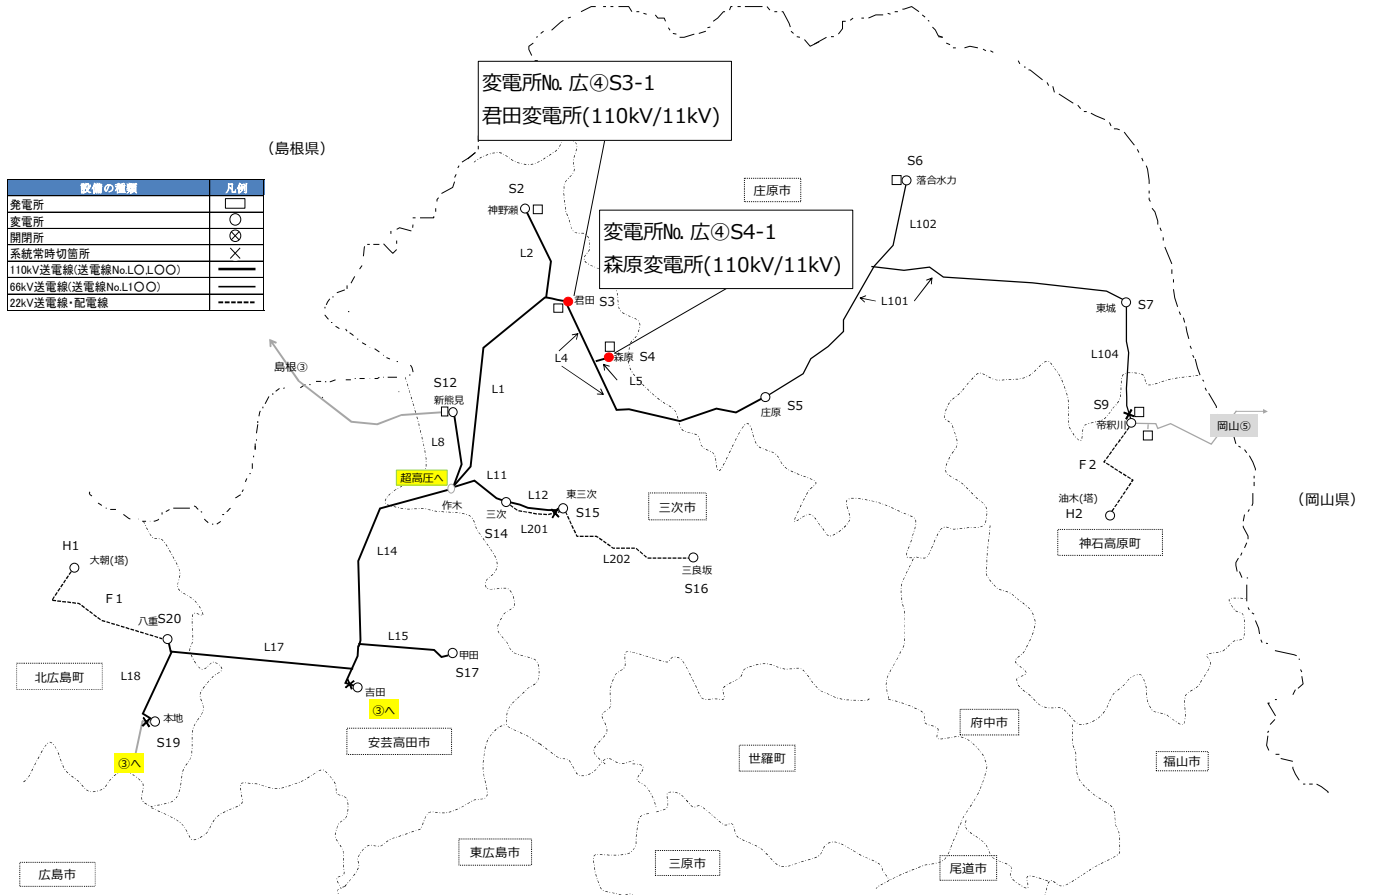 変電所No. 広④S3-1
君田変電所(110kV/11kV)
(島根県)
設備の種類 凡例
発電所
変電所
開閉所
系統常時切箇所
110kV送電線(送電線No.L〇,L〇〇)
66kV送電線(送電線No.L1〇〇)
22kV送電線・配電線
S6
落合水力
庄原市
S2
神野瀬
変電所No. 広④S4-1
森原変電所(110kV/11kV)
L102
L2
君田 S3
L101
東城 S7
島根③
L4
森原 S4
L5
L104
L1
S12
新熊見
S5
庄原
S9
帝釈川
岡山⑤
L8
超高圧へ
作木
L11
L12
東三次
S15
三次
S14
L201
三次市
F2
油木(塔)
H2
(岡山県)
神石高原町
L14
L202
三良坂
S16
H1
大朝(塔)
F1
八重S20
L17
L15
甲田
S17
北広島町
L18
吉田
③へ
本地
S19
③へ
安芸高田市
府中市
世羅町
福山市
広島市
東広島市
三原市
尾道市